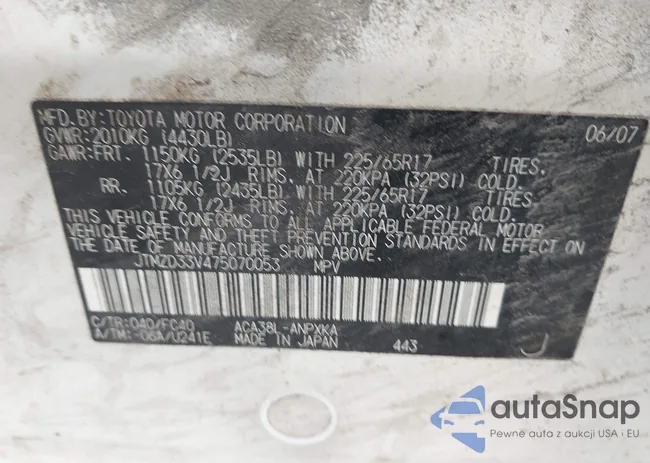 MFD.BY:TOYOTA MOTOR CORPORATION 06/07
GVWR:2010KG (4430LB)
GAWR:FRT. 1150KG (2535LB) WITH 225/65R17 TIRES.
17X6 1/2J RIMS. AT 220KPA (32PSI) COLD.
RR. 1105KG (2435LB) WITH 225/65R17 TIRES.
17X6 1/2J RIMS. AT 220KPA (32PSI) COLD.
THIS VEHICLE CONFORMS TO ALL APPLICABLE FEDERAL MOTOR
VEHICLE SAFETY AND THEFT PREVENTION STANDARDS IN EFFECT ON
THE DATE OF MANUFACTURE SHOWN ABOVE.
JTMZD33V475070053 MPV
C/TR:040/FC40 ACA38L-ANPXKA
A/TM:-06A/U241E MADE IN JAPAN 443 J
autaSnap
Pewne auta z aukcji USA i EU